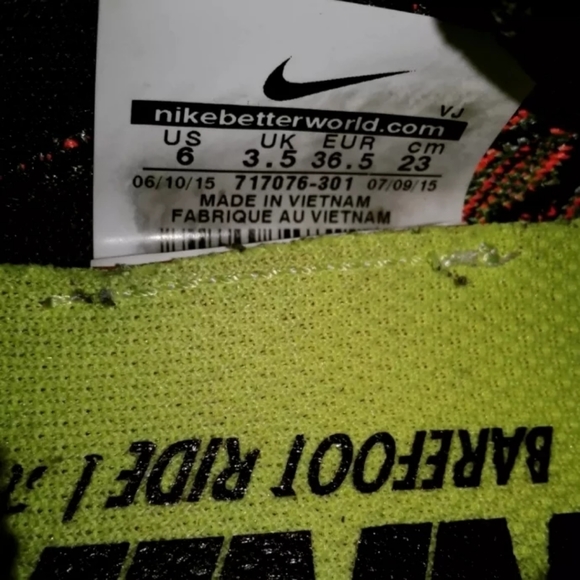 VJ
nikebetterworld.com
US UK EUR cm
6 3.5 36.5 23
06/10/15 717076-301 07/09/15
MADE IN VIETNAM
FABRIQUE AU VIETNAM
BAREFOOT RIDE |